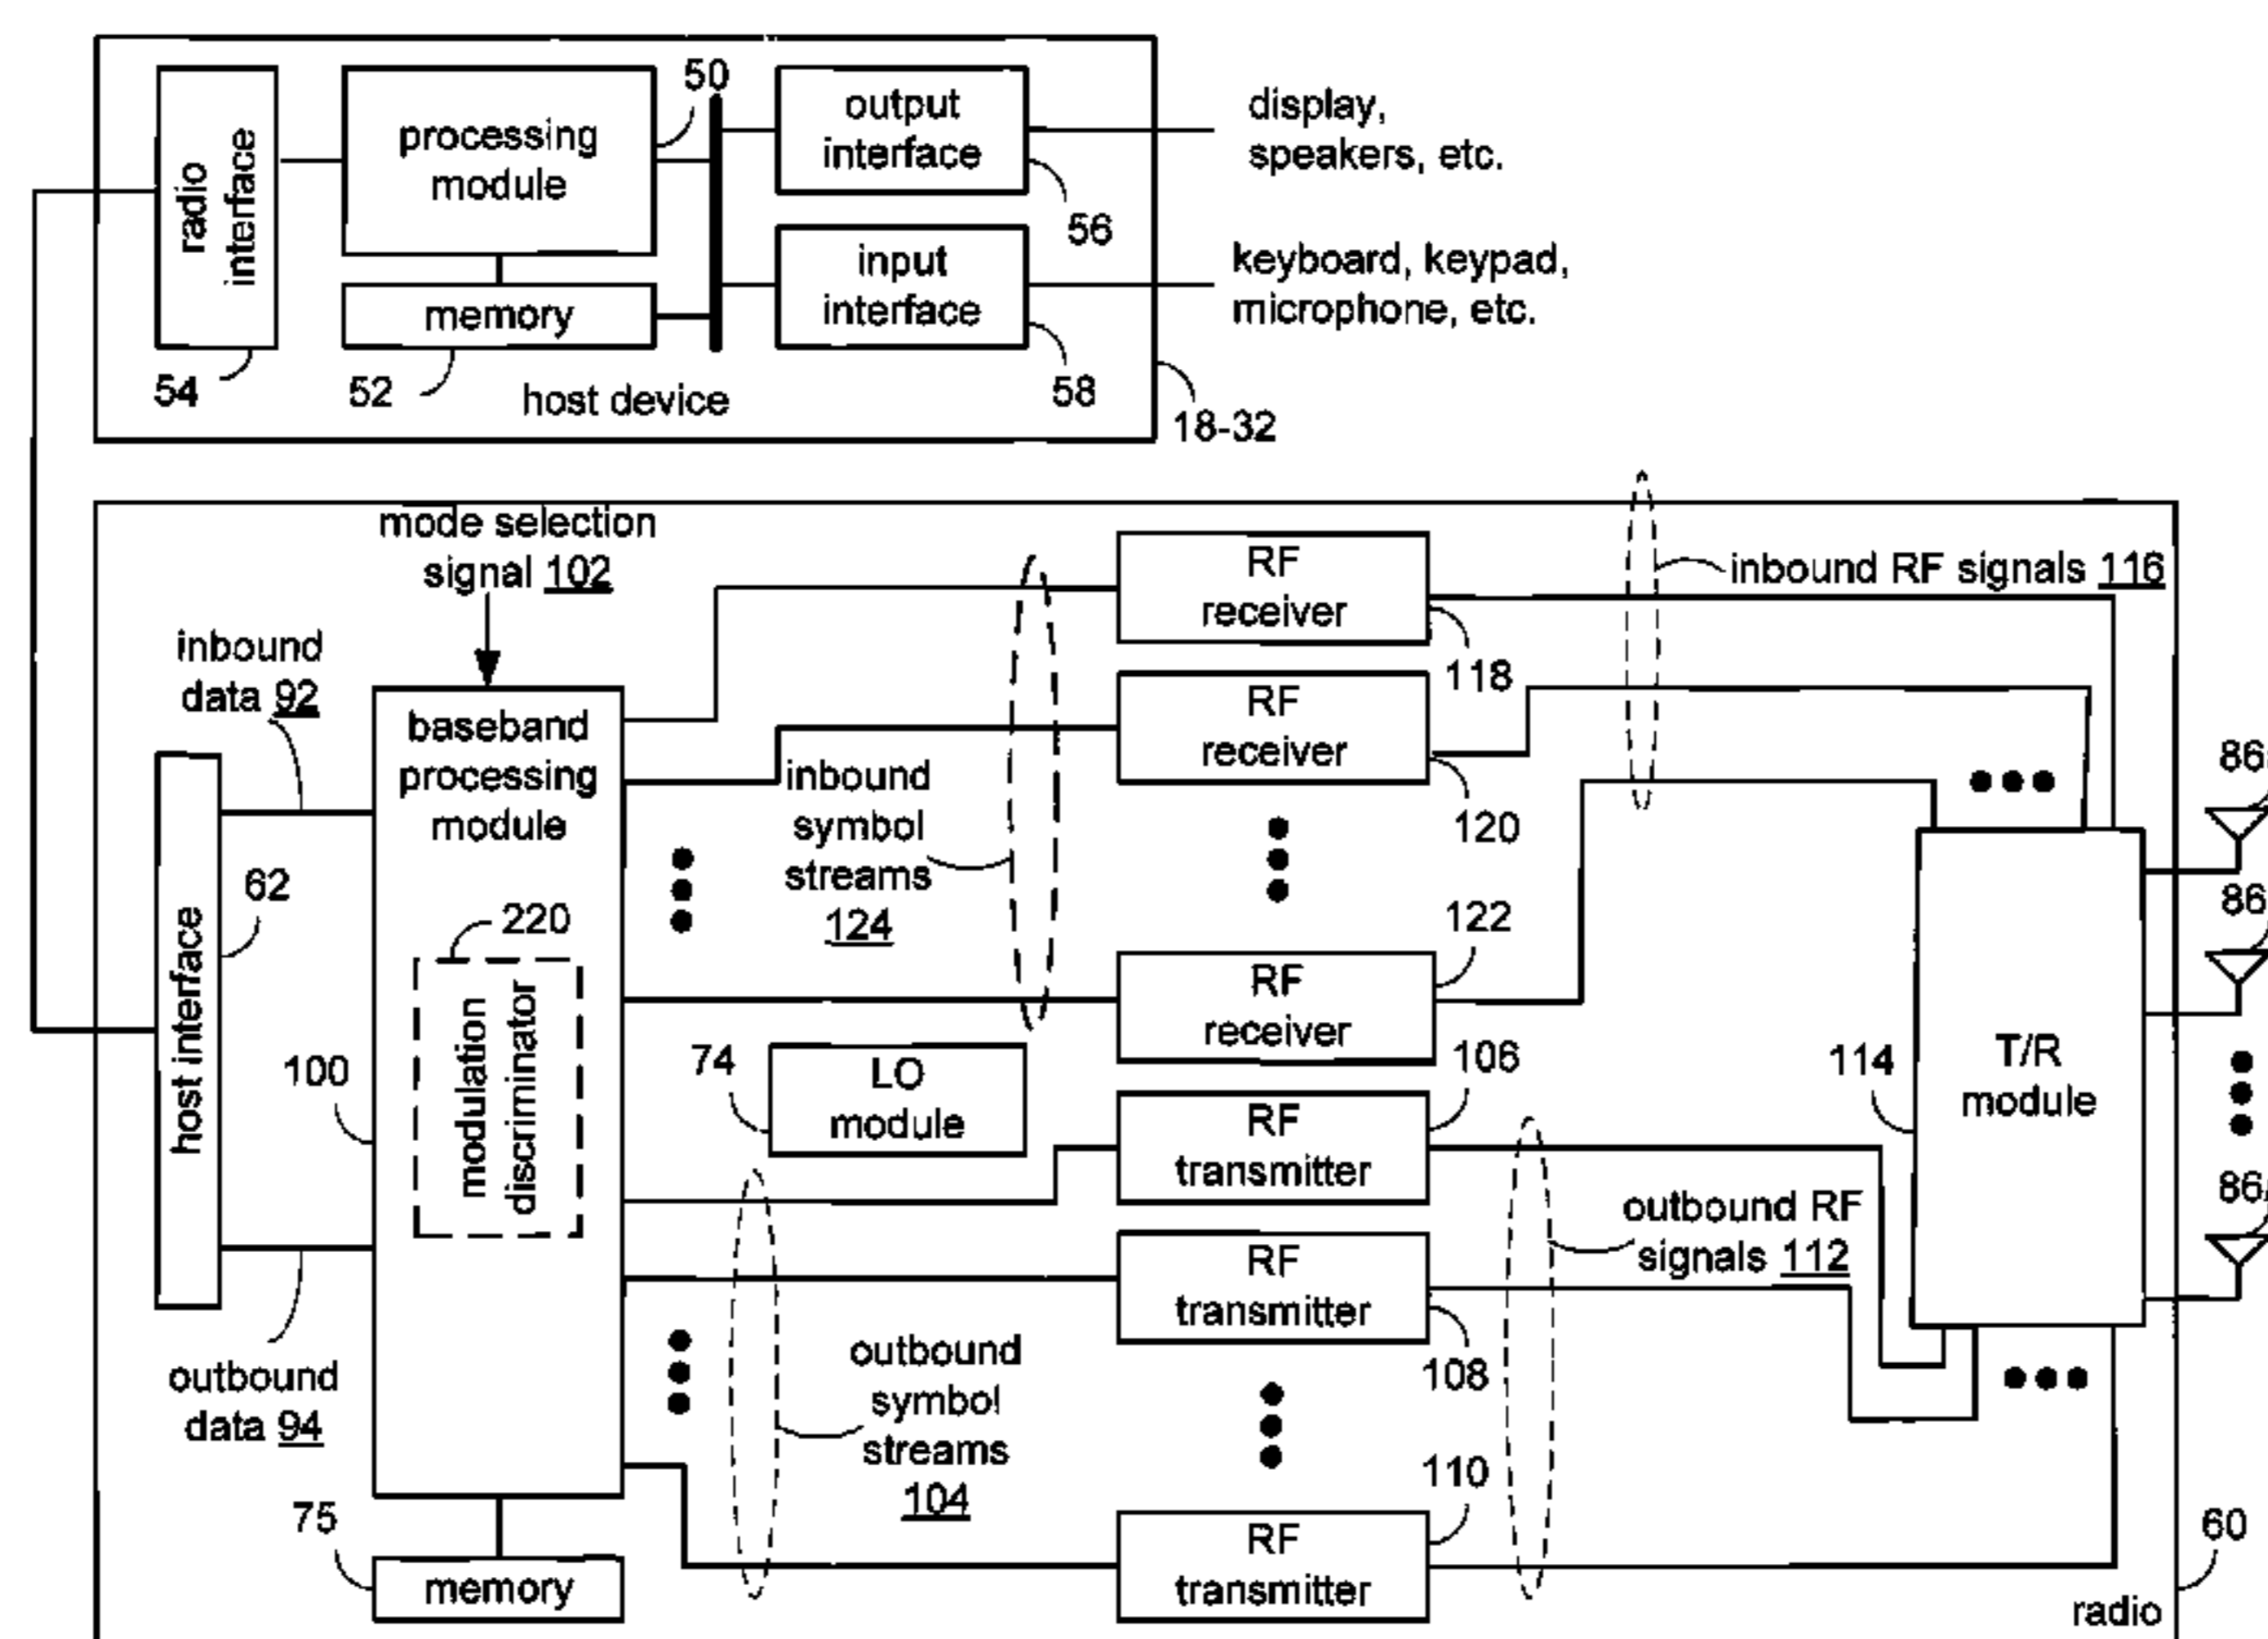 radio
interface
processing
module
50
output
interface
display,
speakers, etc.
56
memory
input
interface
keyboard, keypad,
microphone, etc.
54
52
host device
58
18-32
mode selection
signal 102
RF
receiver
inbound RF signals 116
118
inbound
data 92
baseband
processing
module
RF
receiver
120
inbound
symbol
streams
124
86
62
220
122
86
host interface
modulation
discriminator
RF
receiver
100
74
LO
module
106
114
T/R
module
RF
transmitter
86
outbound RF
signals 112
RF
transmitter
108
outbound
data 94
outbound
symbol
streams
104
110
75
memory
RF
transmitter
60
radio